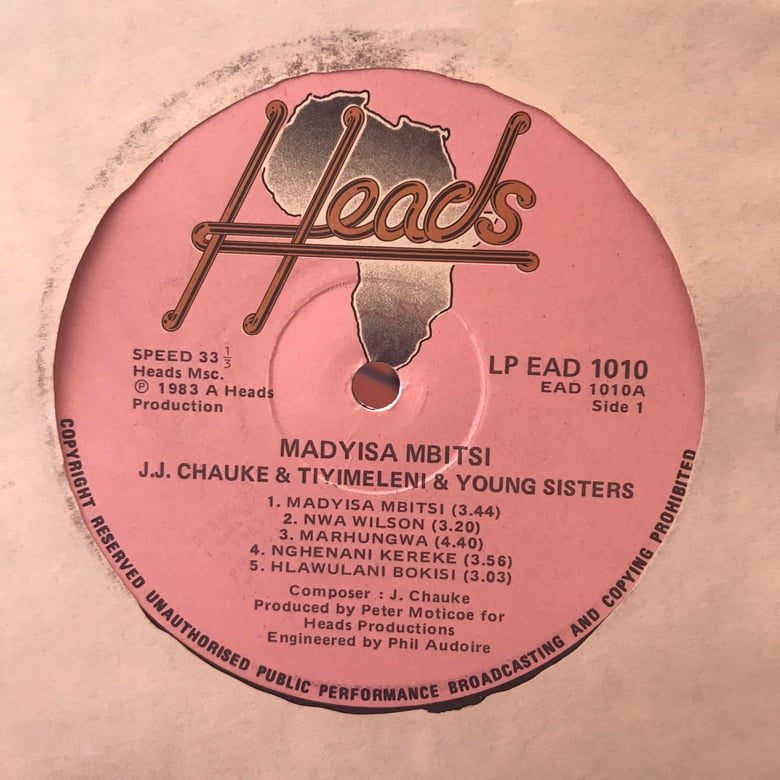 Heads
SPEED 33 1/3
Heads Msc.
℗ 1983 A Heads
Production
LP EAD 1010
EAD 1010A
Side 1
MADYISA MBITSI
J.J. CHAUKE & TIYIMELENI & YOUNG SISTERS
1. MADYISA MBITSI (3.44)
2. NWA WILSON (3.20)
3. MARHUNGWA (4.40)
4. NGHENANI KEREKE (3.56)
5. HLAWULANI BOKISI (3.03)
Composer : J. Chauke
Produced by Peter Moticoe for
Heads Productions
Engineered by Phil Audoire
COPYRIGHT RESERVED UNAUTHORISED PUBLIC PERFORMANCE BROADCASTING AND COPYING PROHIBITED